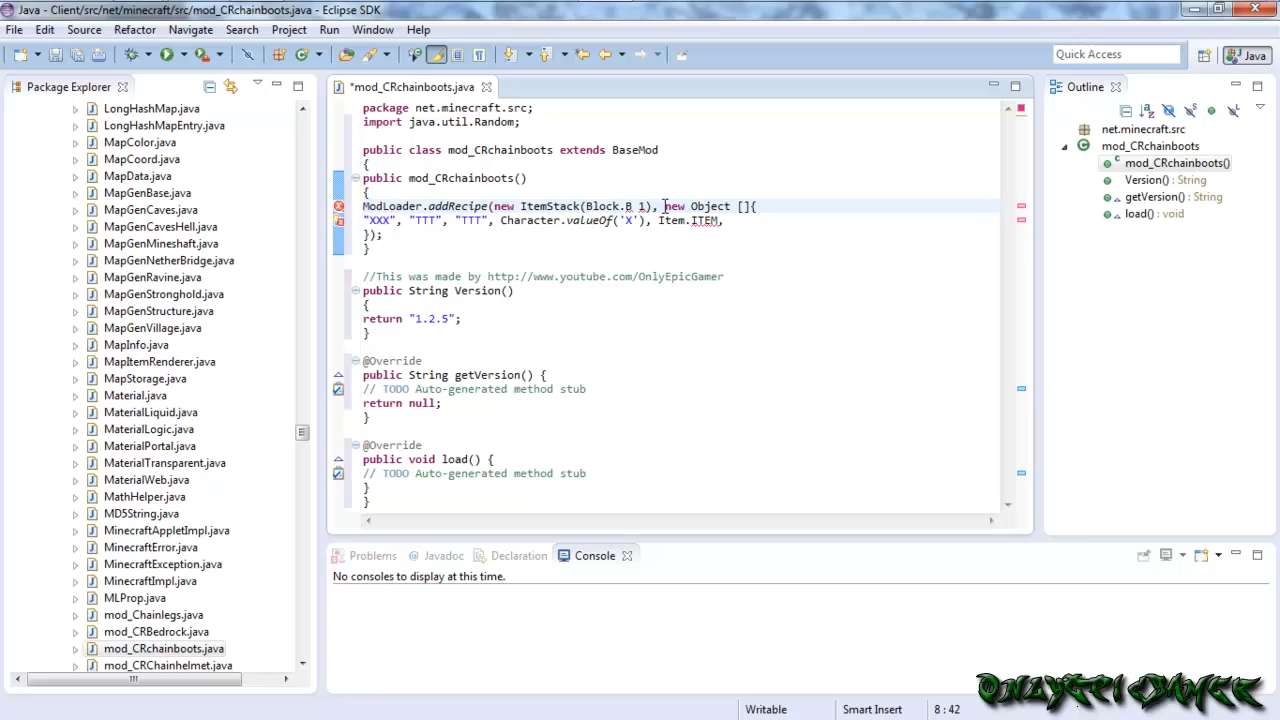 Java - Client/src/net/minecraft/src/mod_CRchainboots.java - Eclipse SDK
File Edit Source Refactor Navigate Search Project Run Window Help
Quick Access
Java
Package Explorer
LongHashMap.java
LongHashMapEntry.java
MapColor.java
MapCoord.java
MapData.java
MapGenBase.java
MapGenCaves.java
MapGenCavesHell.java
MapGenMineshaft.java
MapGenNetherBridge.java
MapGenRavine.java
MapGenStronghold.java
MapGenStructure.java
MapGenVillage.java
MapInfo.java
MapItemRenderer.java
MapStorage.java
Material.java
MaterialLiquid.java
MaterialLogic.java
MaterialPortal.java
MaterialTransparent.java
MaterialWeb.java
MathHelper.java
MD5String.java
MinecraftAppletImpl.java
MinecraftError.java
MinecraftException.java
MinecraftImpl.java
MLProp.java
mod_Chainlegs.java
mod_CRBedrock.java
mod_CRchainboots.java
mod_CRChainhelmet.java
*mod_CRchainboots.java
package net.minecraft.src;
import java.util.Random;
public class mod_CRchainboots extends BaseMod
{
public mod_CRchainboots()
{
ModLoader.addRecipe(new ItemStack(Block.B 1), new Object []{
"XXX", "TTT", "TTT", Character.valueOf('X'), Item.ITEM,
});
}
//This was made by http://www.youtube.com/OnlyEpicGamer
public String Version()
{
return "1.2.5";
}
@Override
public String getVersion() {
// TODO Auto-generated method stub
return null;
}
@Override
public void load() {
// TODO Auto-generated method stub
}
}
Outline
net.minecraft.src
mod_CRchainboots
mod_CRchainboots()
Version() : String
getVersion() : String
load() : void
Problems @ Javadoc Declaration Console
No consoles to display at this time.
Writable Smart Insert 8 : 42
OnlyEpicGamer